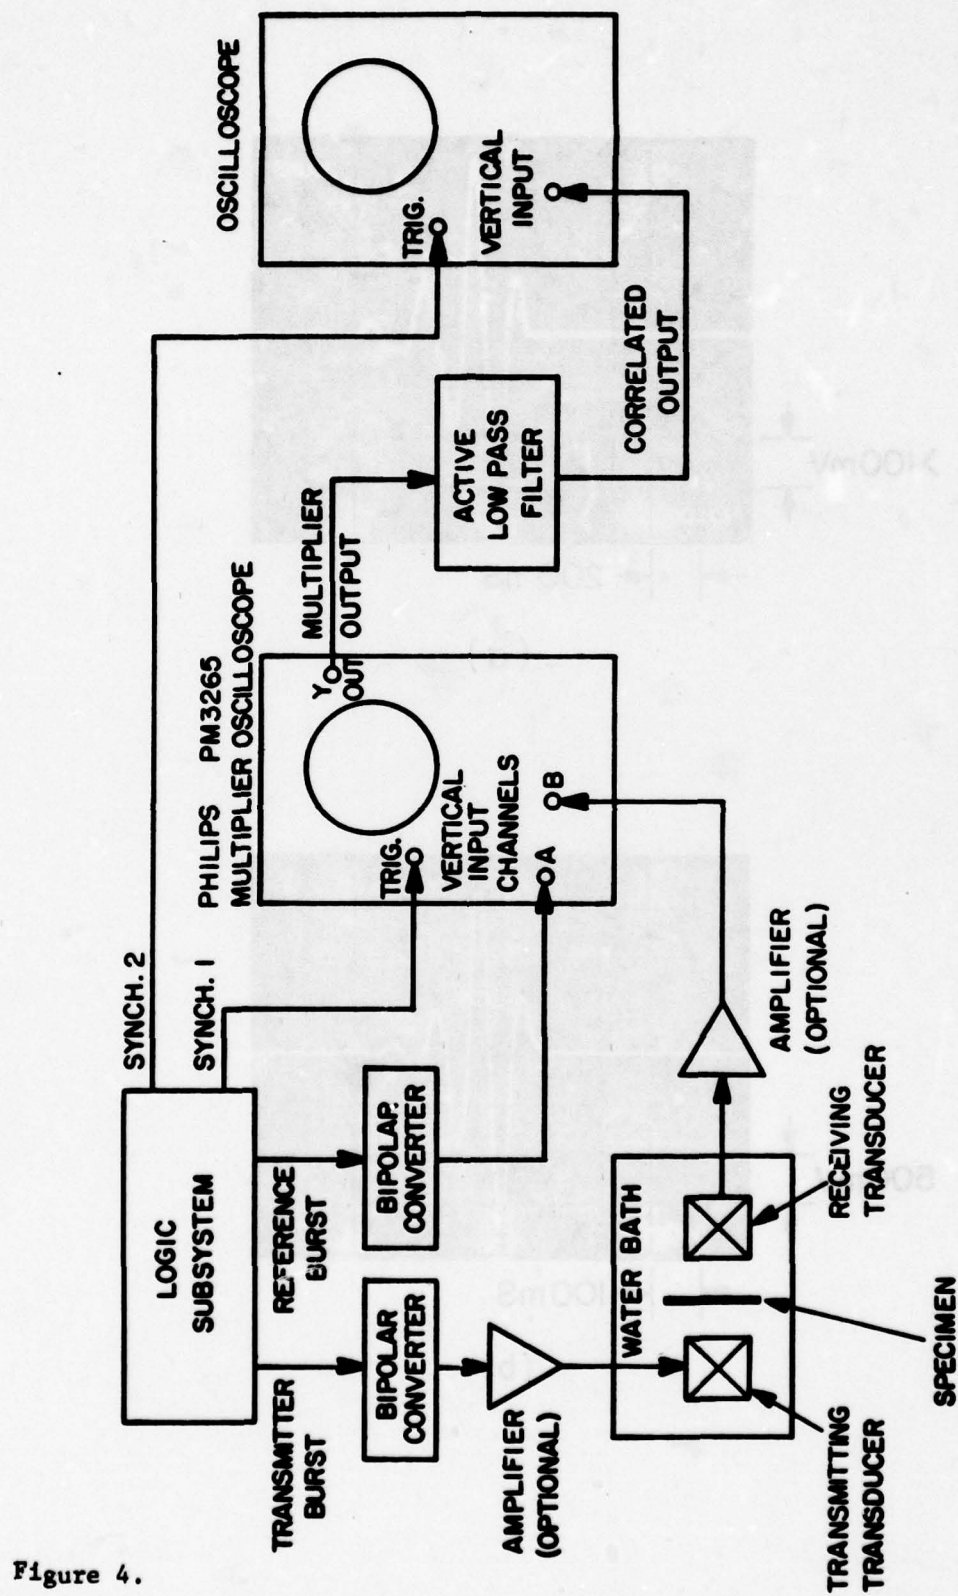 OSCILLOSCOPE
TRIG.
VERTICAL
INPUT
CORRELATED
OUTPUT
ACTIVE
LOW PASS
FILTER
MULTIPLIER
OUTPUT
PHILIPS PM3265
MULTIPLIER OSCILLOSCOPE
Y
OUT
TRIG.
VERTICAL
INPUT
CHANNELS
A
B
SYNCH. 2
SYNCH. 1
LOGIC
SUBSYSTEM
REFERENCE
BURST
TRANSMITTER
BURST
BIPOLAP.
CONVERTER
BIPOLAR
CONVERTER
AMPLIFIER
(OPTIONAL)
AMPLIFIER
(OPTIONAL)
WATER BATH
RECEIVING
TRANSDUCER
SPECIMEN
TRANSMITTING
TRANSDUCER
Figure 4.